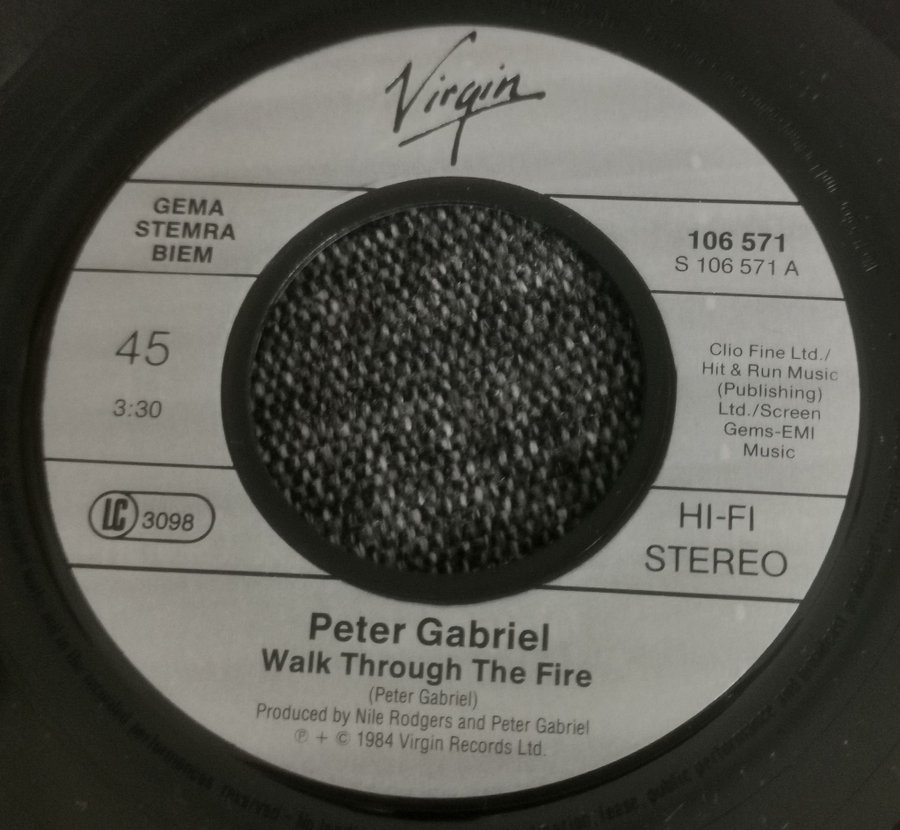 Virgin
GEMA
STEMRA
BIEM
106 571
S 106 571 A
45
3:30
Clio Fine Ltd./
Hit & Run Music
(Publishing)
Ltd./Screen
Gems-EMI
Music
LC 3098
HI-FI
STEREO
Peter Gabriel
Walk Through The Fire
(Peter Gabriel)
Produced by Nile Rodgers and Peter Gabriel
℗ + © 1984 Virgin Records Ltd.